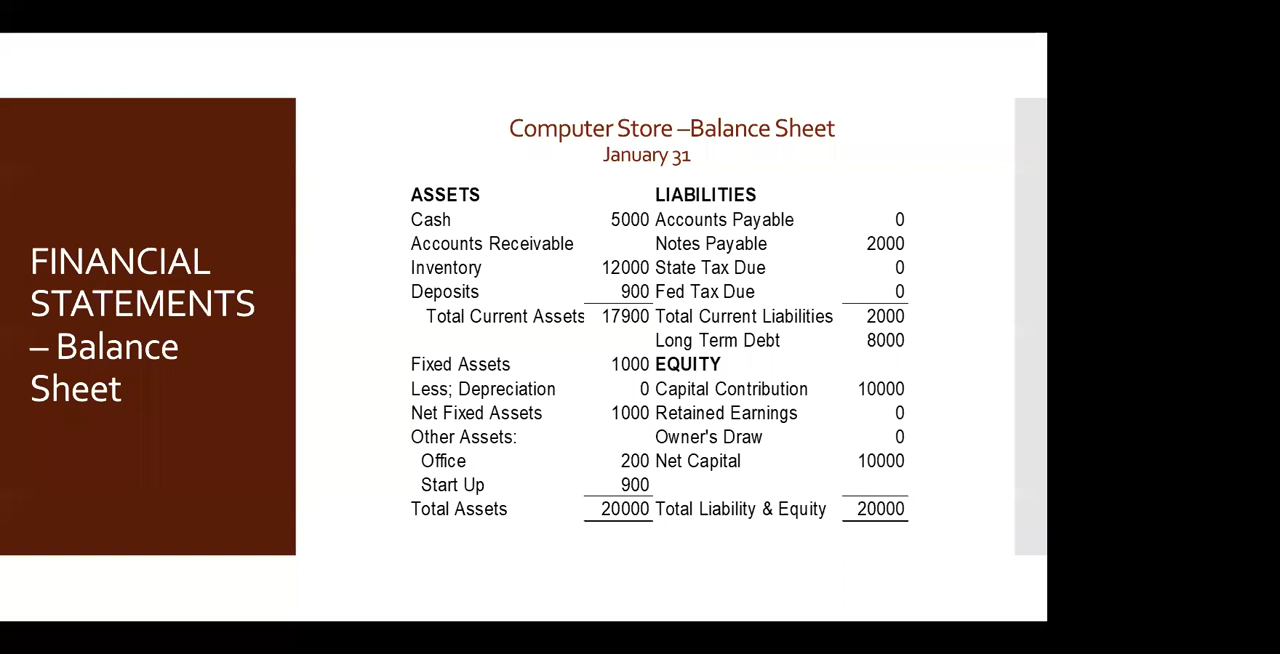 FINANCIAL
STATEMENTS
– Balance
Sheet
Computer Store –Balance Sheet
January 31
ASSETS LIABILITIES
Cash 5000 Accounts Payable 0
Accounts Receivable Notes Payable 2000
Inventory 12000 State Tax Due 0
Deposits 900 Fed Tax Due 0
Total Current Assets 17900 Total Current Liabilities 2000
Long Term Debt 8000
Fixed Assets 1000 EQUITY
Less; Depreciation 0 Capital Contribution 10000
Net Fixed Assets 1000 Retained Earnings 0
Other Assets: Owner's Draw 0
Office 200 Net Capital 10000
Start Up 900
Total Assets 20000 Total Liability & Equity 20000